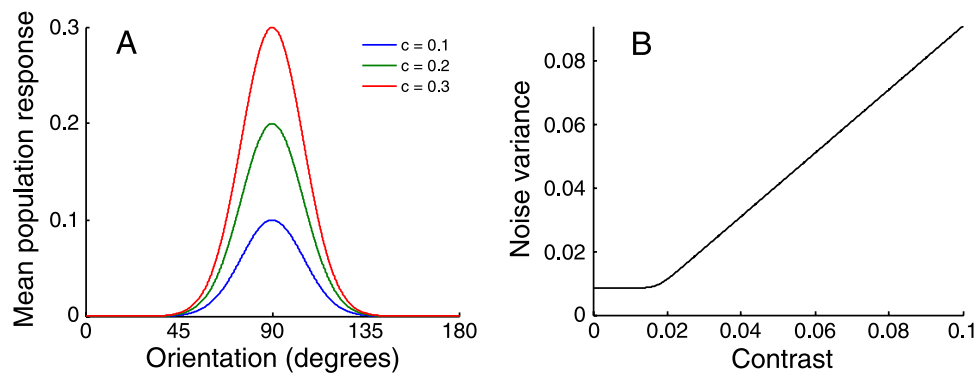 A
Mean population response
0.3
0.2
0.1
0
0
45
90
135
180
Orientation (degrees)
c = 0.1
c = 0.2
c = 0.3
B
Noise variance
0.08
0.06
0.04
0.02
0
0
0.02
0.04
0.06
0.08
0.1
Contrast